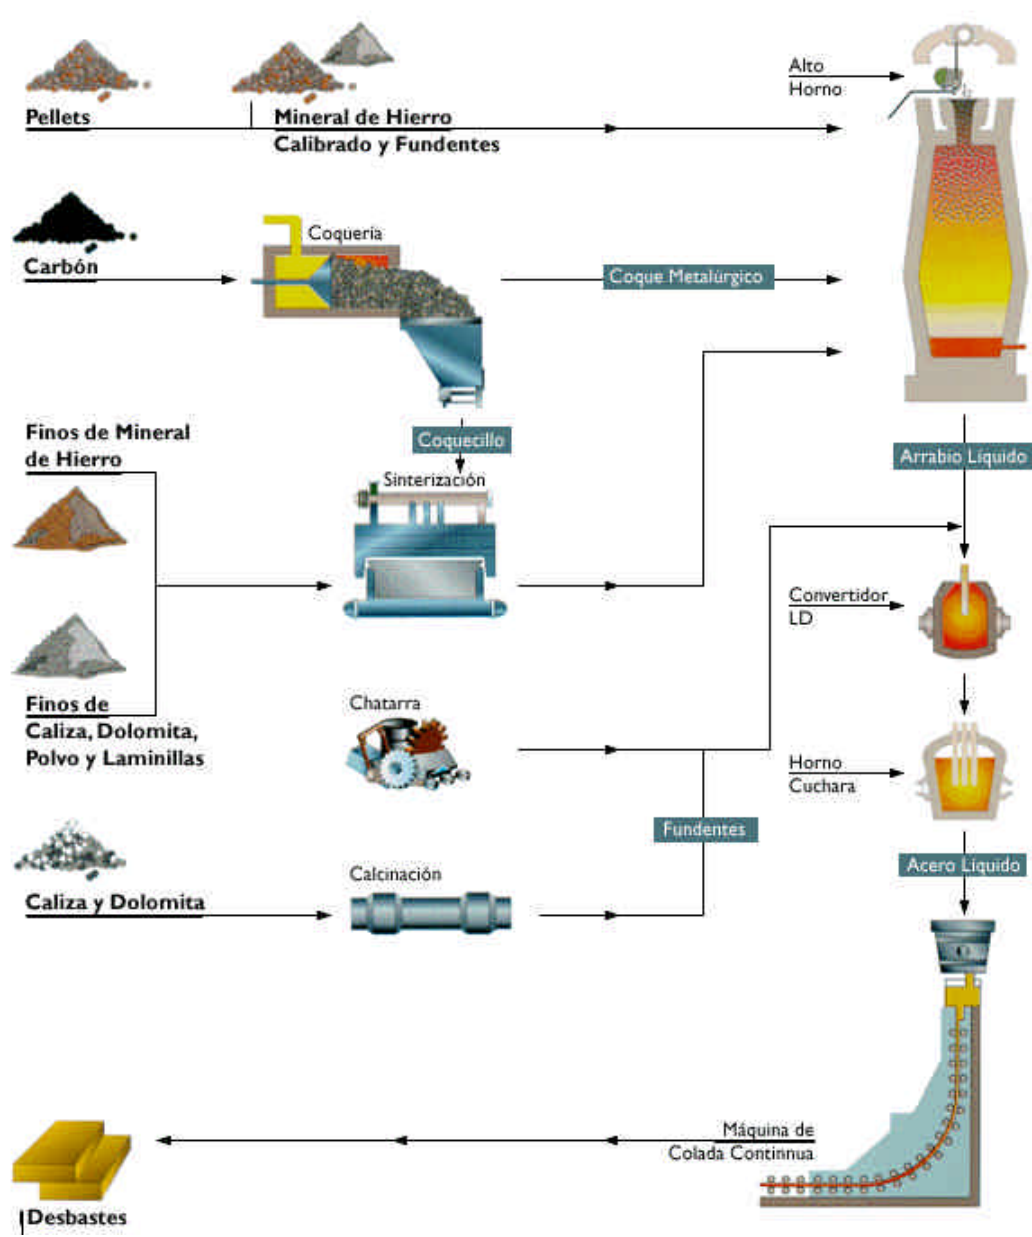 Alto
Horno
Pellets
Mineral de Hierro
Calibrado y Fundentes
Coquería
Carbón
Coque Metalúrgico
Finos de Mineral
de Hierro
Coquecillo
Arrabio Líquido
Sinterización
Convertidor
LD
Finos de
Caliza, Dolomita,
Polvo y Laminillas
Chatarra
Horno
Cuchara
Fundentes
Calcinación
Acero Líquido
Caliza y Dolomita
Máquina de
Colada Continnua
Desbastes